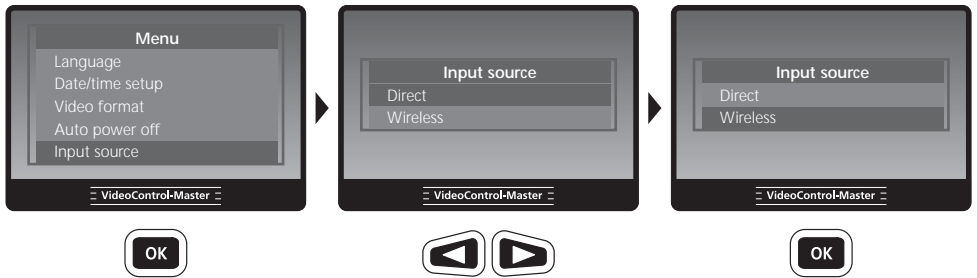 Menu
Language
Date/time setup
Video format
Auto power off
Input source
VideoControl-Master
OK
Input source
Direct
Wireless
VideoControl-Master
Input source
Direct
Wireless
VideoControl-Master
OK